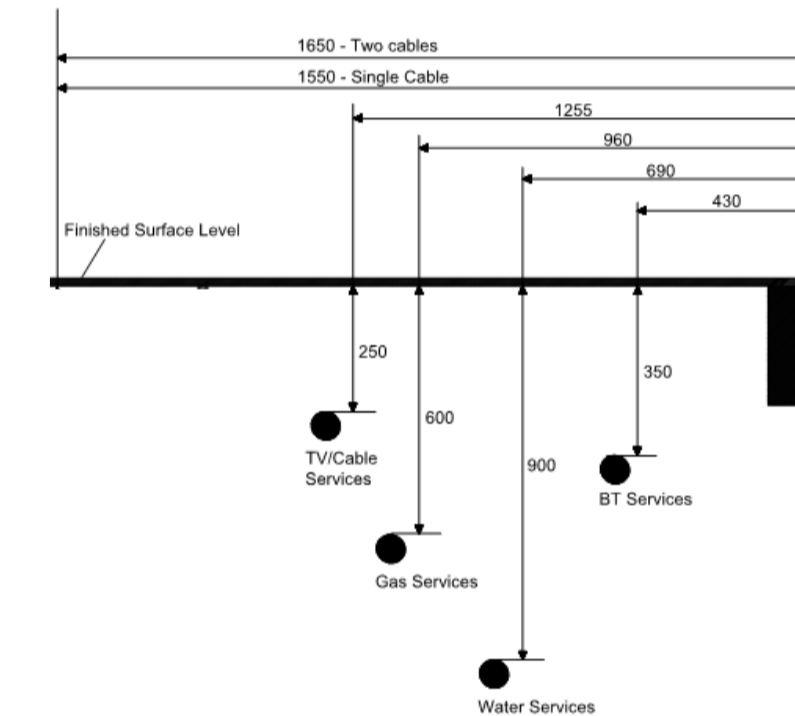 1650 - Two cables
1550 - Single Cable
1255
960
690
430
Finished Surface Level
250
350
600
TV/Cable
Services
900
BT Services
Gas Services
Water Services